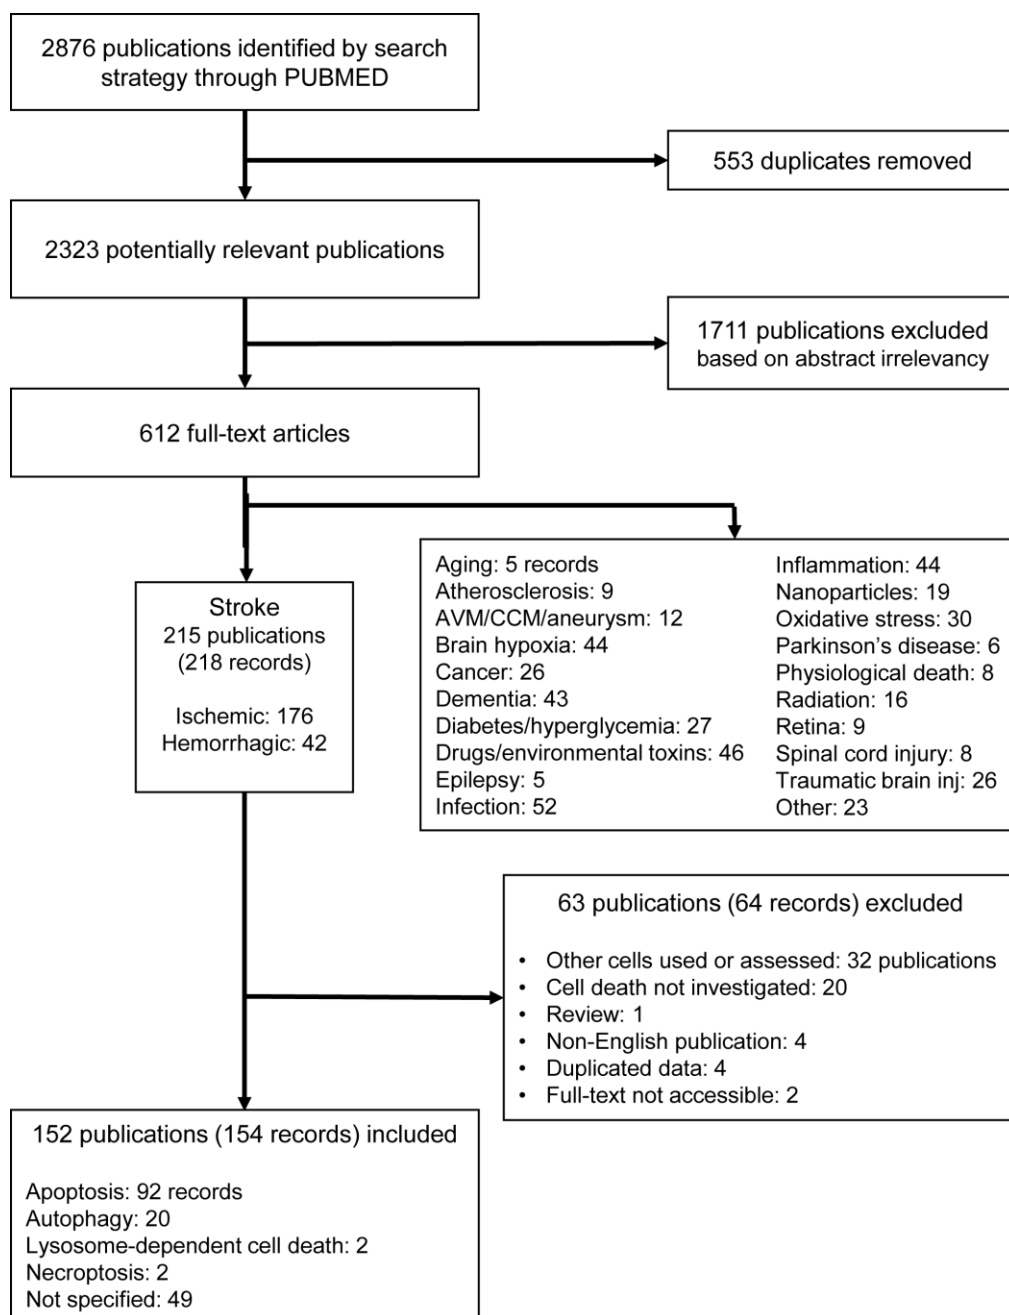 2876 publications identified by search
strategy through PUBMED
553 duplicates removed
2323 potentially relevant publications
1711 publications excluded
based on abstract irrelevancy
612 full-text articles
Stroke
215 publications
(218 records)
Ischemic: 176
Hemorrhagic: 42
Aging: 5 records
Atherosclerosis: 9
AVM/CCM/aneurysm: 12
Brain hypoxia: 44
Cancer: 26
Dementia: 43
Diabetes/hyperglycemia: 27
Drugs/environmental toxins: 46
Epilepsy: 5
Infection: 52
Inflammation: 44
Nanoparticles: 19
Oxidative stress: 30
Parkinson's disease: 6
Physiological death: 8
Radiation: 16
Retina: 9
Spinal cord injury: 8
Traumatic brain inj: 26
Other: 23
63 publications (64 records) excluded
• Other cells used or assessed: 32 publications
• Cell death not investigated: 20
• Review: 1
• Non-English publication: 4
• Duplicated data: 4
• Full-text not accessible: 2
152 publications (154 records) included
Apoptosis: 92 records
Autophagy: 20
Lysosome-dependent cell death: 2
Necroptosis: 2
Not specified: 49